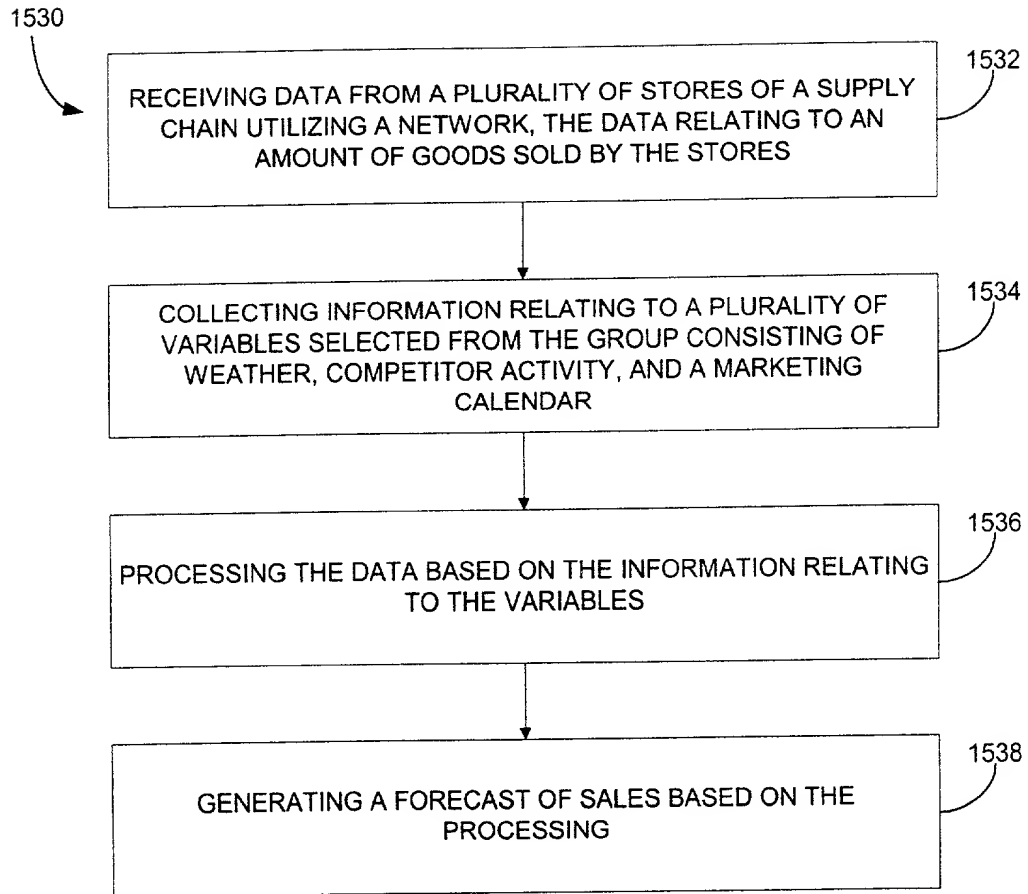 1530
1532
RECEIVING DATA FROM A PLURALITY OF STORES OF A SUPPLY
CHAIN UTILIZING A NETWORK, THE DATA RELATING TO AN
AMOUNT OF GOODS SOLD BY THE STORES
1534
COLLECTING INFORMATION RELATING TO A PLURALITY OF
VARIABLES SELECTED FROM THE GROUP CONSISTING OF
WEATHER, COMPETITOR ACTIVITY, AND A MARKETING
CALENDAR
1536
PROCESSING THE DATA BASED ON THE INFORMATION RELATING
TO THE VARIABLES
1538
GENERATING A FORECAST OF SALES BASED ON THE
PROCESSING